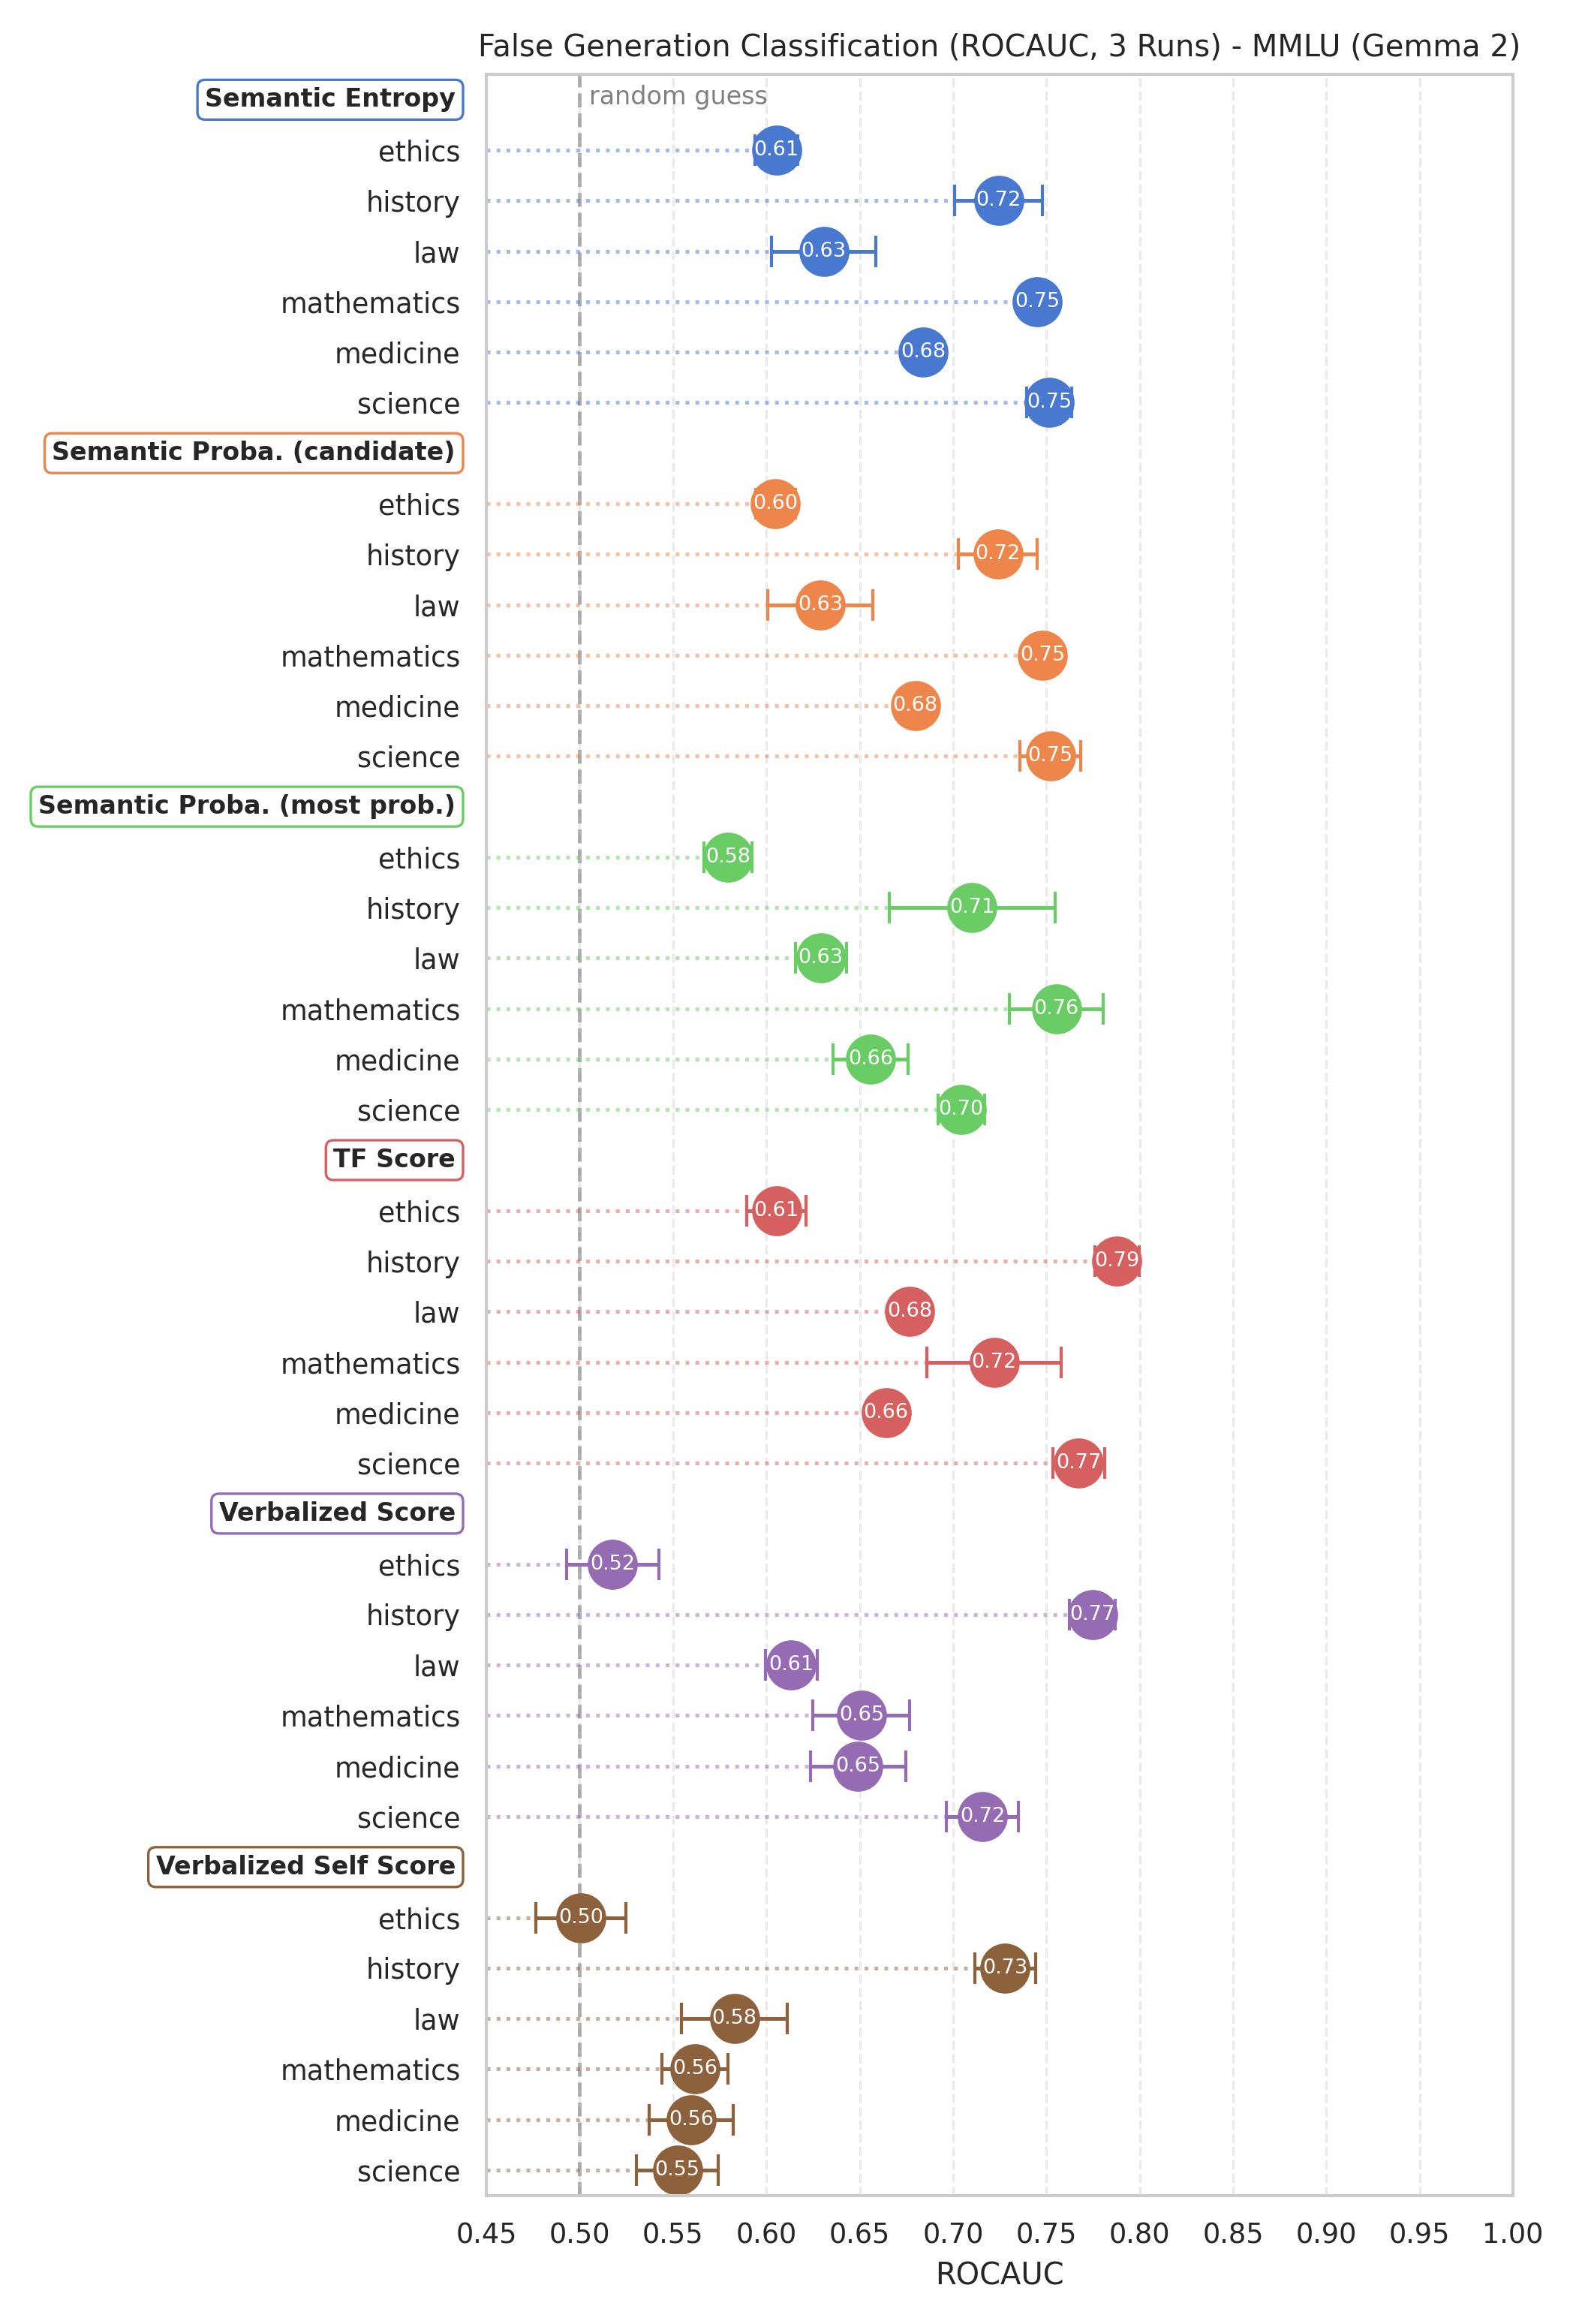 False Generation Classification (ROCAUC, 3 Runs) - MMLU (Gemma 2)
Semantic Entropy
random guess
ethics 0.61
history 0.72
law 0.63
mathematics 0.75
medicine 0.68
science 0.75
Semantic Proba. (candidate)
ethics 0.60
history 0.72
law 0.63
mathematics 0.75
medicine 0.68
science 0.75
Semantic Proba. (most prob.)
ethics 0.58
history 0.71
law 0.63
mathematics 0.76
medicine 0.66
science 0.70
TF Score
ethics 0.61
history 0.79
law 0.68
mathematics 0.72
medicine 0.66
science 0.77
Verbalized Score
ethics 0.52
history 0.77
law 0.61
mathematics 0.65
medicine 0.65
science 0.72
Verbalized Self Score
ethics 0.50
history 0.73
law 0.58
mathematics 0.56
medicine 0.56
science 0.55
0.45 0.50 0.55 0.60 0.65 0.70 0.75 0.80 0.85 0.90 0.95 1.00
ROCAUC